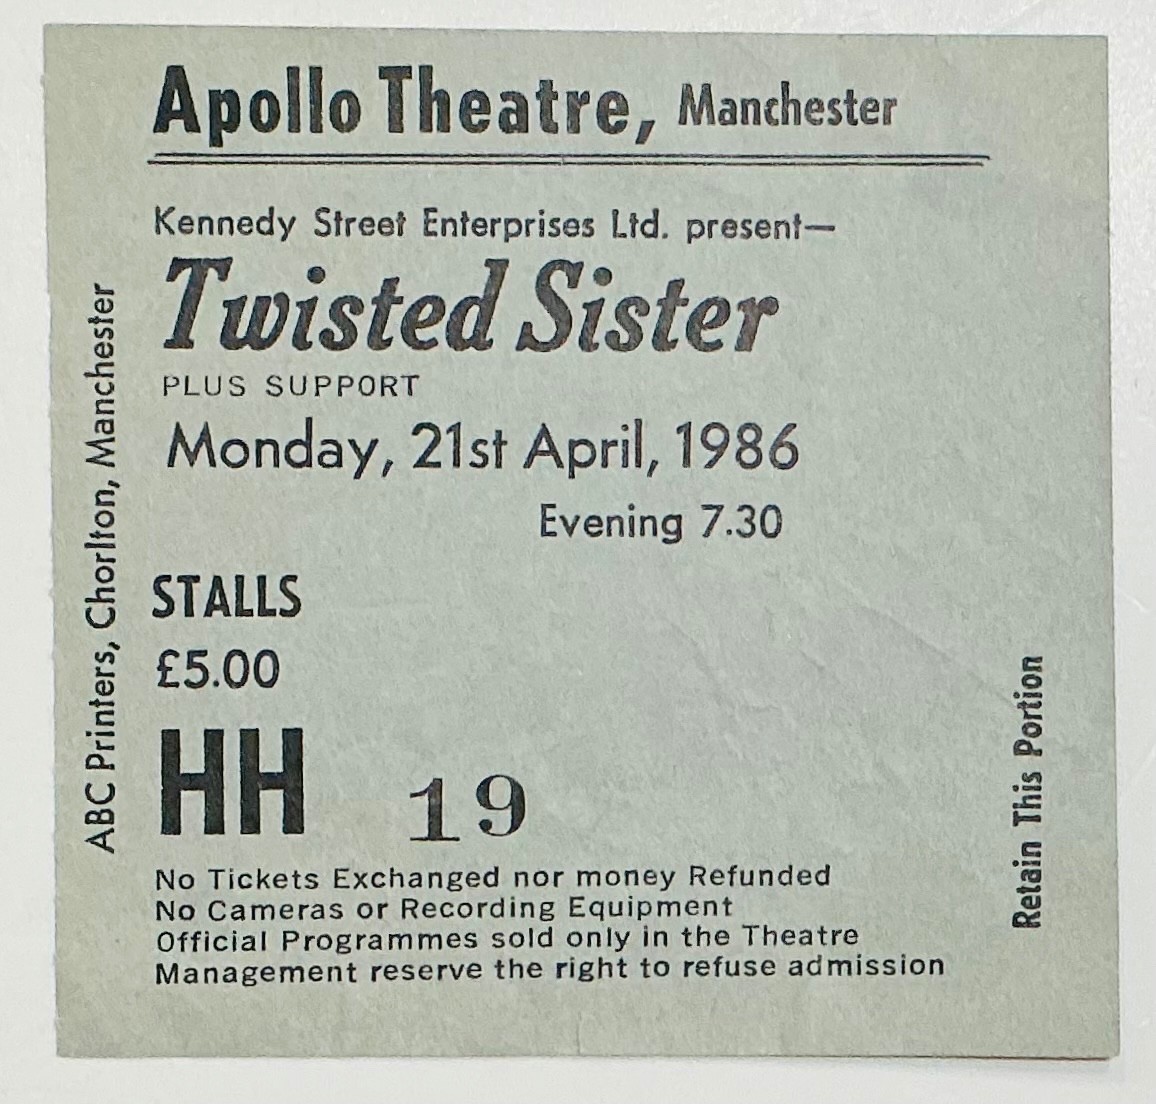 Apollo Theatre, Manchester
Kennedy Street Enterprises Ltd. present—
Twisted Sister
PLUS SUPPORT
Monday, 21st April, 1986
Evening 7.30
STALLS
£5.00
HH 19
No Tickets Exchanged nor money Refunded
No Cameras or Recording Equipment
Official Programmes sold only in the Theatre
Management reserve the right to refuse admission
ABC Printers, Chorlton, Manchester
Retain This Portion